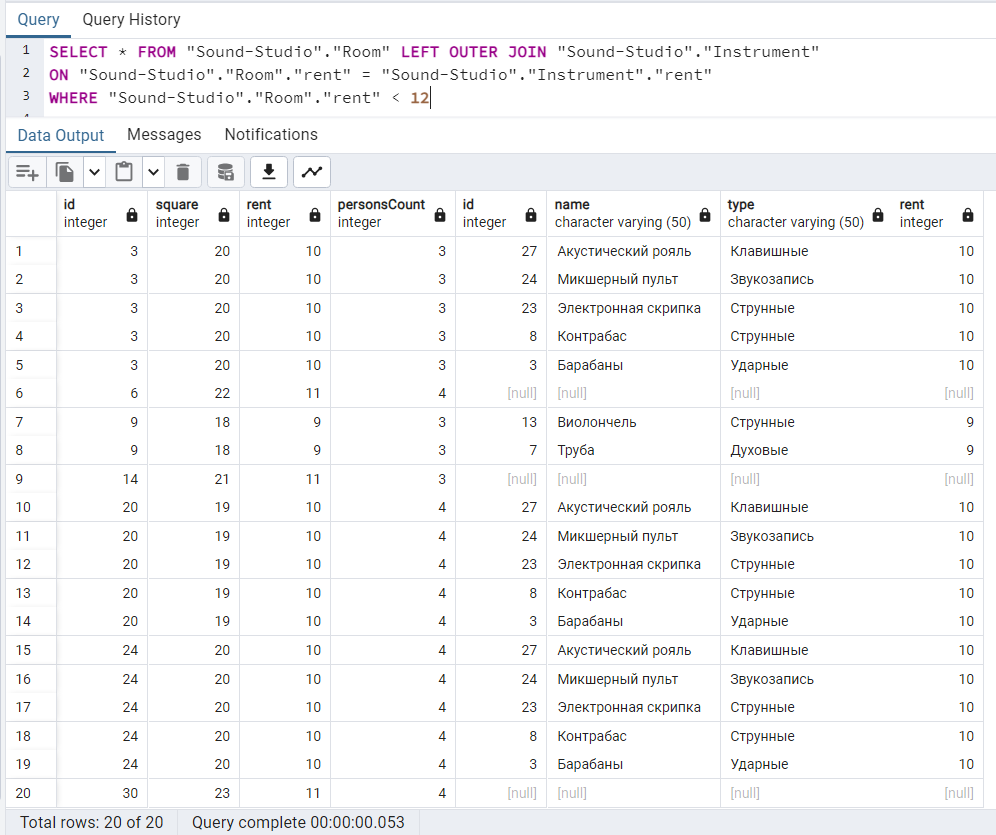 Query Query History
1 SELECT * FROM "Sound-Studio"."Room" LEFT OUTER JOIN "Sound-Studio"."Instrument"
2 ON "Sound-Studio"."Room"."rent" = "Sound-Studio"."Instrument"."rent"
3 WHERE "Sound-Studio"."Room"."rent" < 12
Data Output Messages Notifications
id square rent personsCount id name type rent
integer integer integer integer integer character varying (50) character varying (50) integer
1 3 20 10 3 27 Акустический рояль Клавишные 10
2 3 20 10 3 24 Микшерный пульт Звукозапись 10
3 3 20 10 3 23 Электронная скрипка Струнные 10
4 3 20 10 3 8 Контрабас Струнные 10
5 3 20 10 3 3 Барабаны Ударные 10
6 6 22 11 4 [null] [null] [null] [null]
7 9 18 9 3 13 Виолончель Струнные 9
8 9 18 9 3 7 Труба Духовые 9
9 14 21 11 3 [null] [null] [null] [null]
10 20 19 10 4 27 Акустический рояль Клавишные 10
11 20 19 10 4 24 Микшерный пульт Звукозапись 10
12 20 19 10 4 23 Электронная скрипка Струнные 10
13 20 19 10 4 8 Контрабас Струнные 10
14 20 19 10 4 3 Барабаны Ударные 10
15 24 20 10 4 27 Акустический рояль Клавишные 10
16 24 20 10 4 24 Микшерный пульт Звукозапись 10
17 24 20 10 4 23 Электронная скрипка Струнные 10
18 24 20 10 4 8 Контрабас Струнные 10
19 24 20 10 4 3 Барабаны Ударные 10
20 30 23 11 4 [null] [null] [null] [null]
Total rows: 20 of 20 Query complete 00:00:00.053